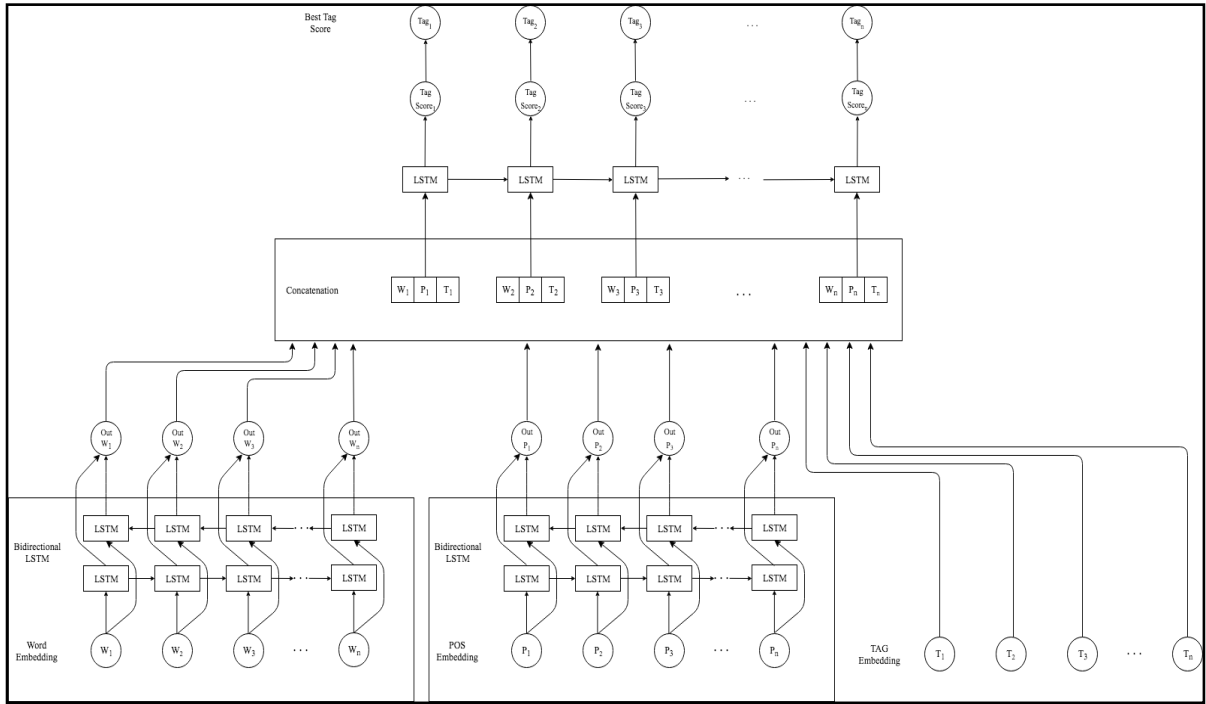 Best Tag
Score
Tag₁
Tag₂
Tag₃
...
Tagₙ
Tag
Score₁
Tag
Score₂
Tag
Score₃
...
Tag
Scoreₙ
LSTM
LSTM
LSTM
...
LSTM
Concatenation
W₁ P₁ T₁
W₂ P₂ T₂
W₃ P₃ T₃
...
Wₙ Pₙ Tₙ
Out
W₁
Out
W₂
Out
W₃
Out
Wₙ
Out
P₁
Out
P₂
Out
P₃
Out
Pₙ
Bidirectional
LSTM
LSTM
LSTM
LSTM
...
LSTM
LSTM
LSTM
LSTM
...
LSTM
Bidirectional
LSTM
LSTM
LSTM
LSTM
...
LSTM
LSTM
LSTM
LSTM
...
LSTM
Word
Embedding
W₁
W₂
W₃
...
Wₙ
POS
Embedding
P₁
P₂
P₃
...
Pₙ
TAG
Embedding
T₁
T₂
T₃
...
Tₙ